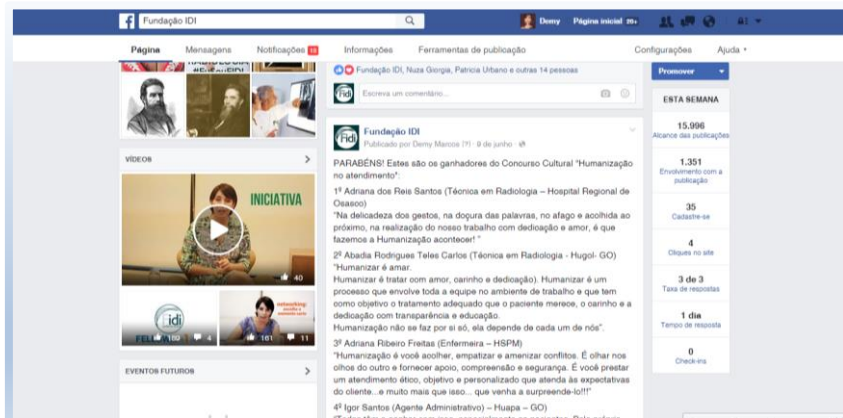 Fundação IDI
Demy
Página inicial 20+
Página
Mensagens
Notificações 15
Informações
Ferramentas de publicação
Configurações
Ajuda
Fundação IDI, Nuza Giorgia, Patricia Urbano e outras 14 pessoas
Fidi
Escreva um comentário...
Promover
ESTA SEMANA
15.996
Alcance das publicações
1.351
Envolvimento com a
publicação
35
Cadastre-se
4
Cliques no site
3 de 3
Taxa de respostas
1 dia
Tempo de resposta
0
Check-ins
VÍDEOS
INICIATIVA
40
idi
161
11
EVENTOS FUTUROS
Fidi
Fundação IDI
Publicado por Demy Marcos [?] · 9 de junho ·
PARABÉNS! Estes são os ganhadores do Concurso Cultural "Humanização
no atendimento":
1º Adriana dos Reis Santos (Técnica em Radiologia – Hospital Regional de
Osasco)
"Na delicadeza dos gestos, na doçura das palavras, no afago e acolhida ao
próximo, na realização do nosso trabalho com dedicação e amor, é que
fazemos a Humanização acontecer! "
2º Abadia Rodrigues Teles Carlos (Técnica em Radiologia - Hugol- GO)
"Humanizar é amar.
Humanizar é tratar com amor, carinho e dedicação). Humanizar é um
processo que envolve toda a equipe no ambiente de trabalho e que tem
como objetivo o tratamento adequado que o paciente merece, o carinho e a
dedicação com transparência e educação.
Humanização não se faz por si só, ela depende de cada um de nós".
3º Adriana Ribeiro Freitas (Enfermeira – HSPM)
"Humanização é você acolher, empatizar e amenizar conflitos. É olhar nos
olhos do outro e fornecer apoio, compreensão e segurança. É você prestar
um atendimento ético, objetivo e personalizado que atenda às expectativas
do cliente...e muito mais que isso... que venha a surpreende-lo!!!"
4º Igor Santos (Agente Administrativo) – Huapa – GO)